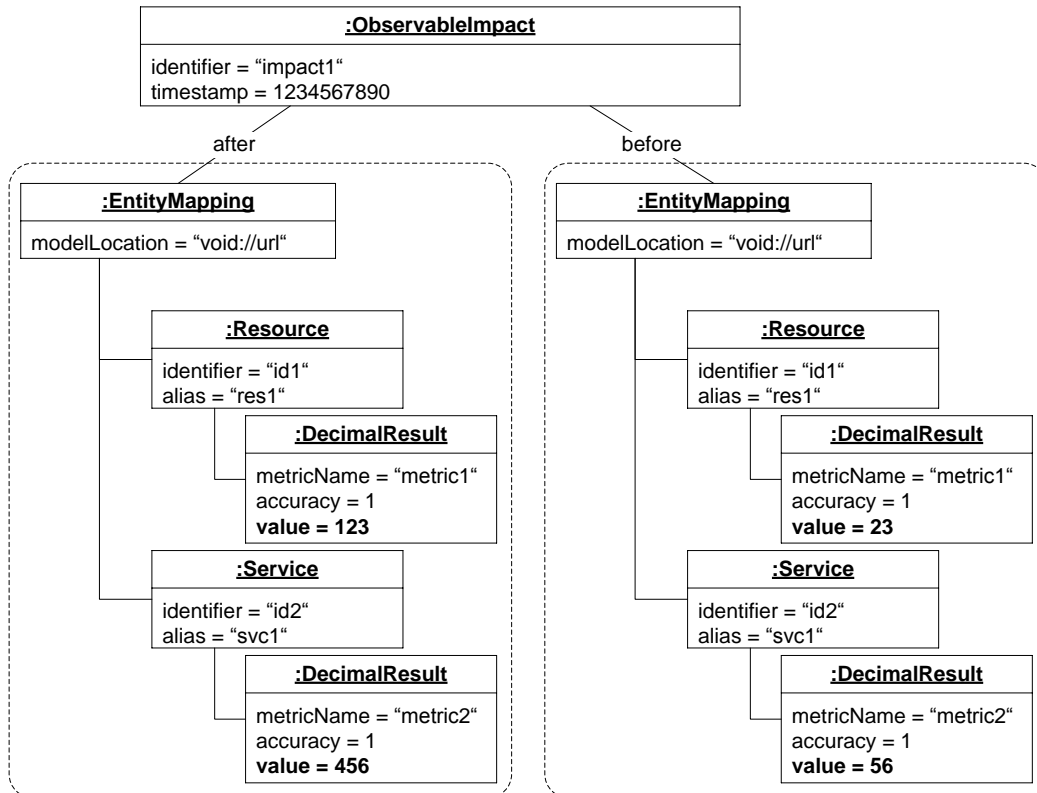 :ObservableImpact
identifier = “impact1“
timestamp = 1234567890
after
before
:EntityMapping
modelLocation = “void://url“
:Resource
identifier = “id1“
alias = “res1“
:DecimalResult
metricName = “metric1“
accuracy = 1
value = 123
:Service
identifier = “id2“
alias = “svc1“
:DecimalResult
metricName = “metric2“
accuracy = 1
value = 456
:EntityMapping
modelLocation = “void://url“
:Resource
identifier = “id1“
alias = “res1“
:DecimalResult
metricName = “metric1“
accuracy = 1
value = 23
:Service
identifier = “id2“
alias = “svc1“
:DecimalResult
metricName = “metric2“
accuracy = 1
value = 56